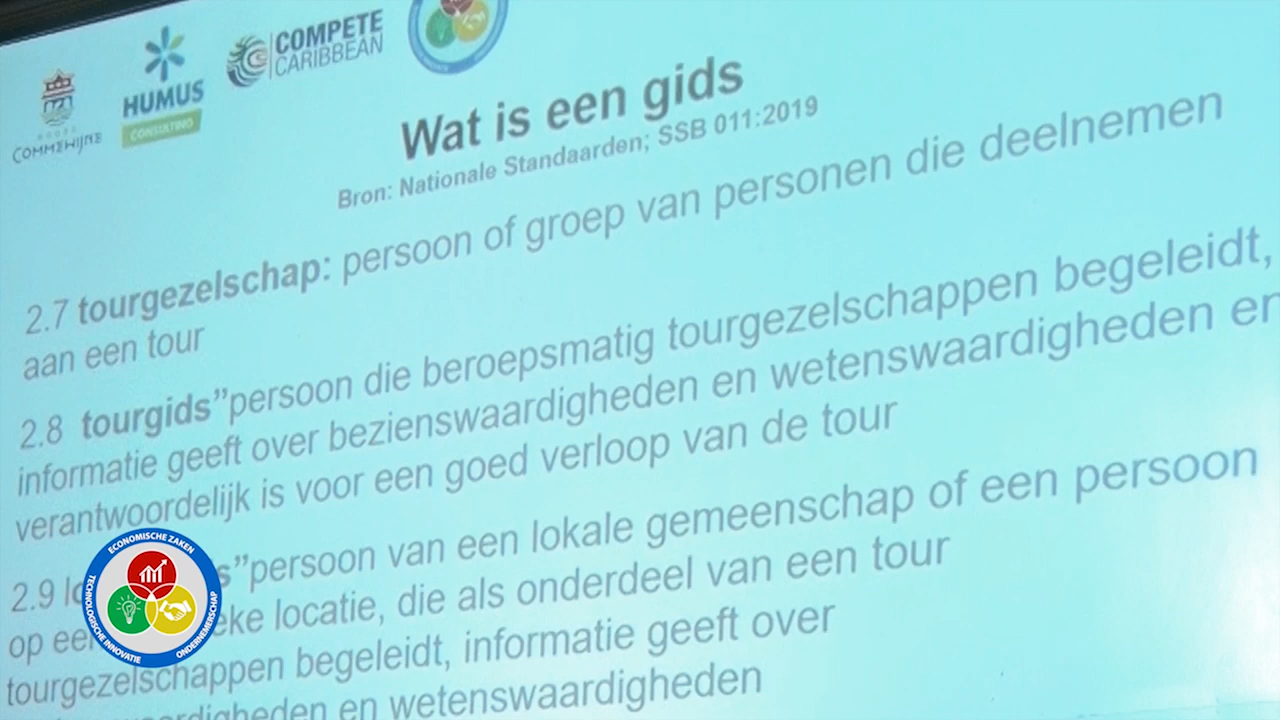 COMMEWIJNE
HUMUS
CONSULTING
COMPETE
CARIBBEAN
Wat is een gids
Bron: Nationale Standaarden; SSB 011:2019
2.7 tourgezelschap: persoon of groep van personen die deelnemen
aan een tour
2.8 tourgids”persoon die beroepsmatig tourgezelschappen begeleidt,
informatie geeft over bezienswaardigheden en wetenswaardigheden en
verantwoordelijk is voor een goed verloop van de tour
2.9 ”persoon van een lokale gemeenschap of een persoon
op locatie, die als onderdeel van een tour
tourgezelschappen begeleidt, informatie geeft over
en wetenswaardigheden
ECONOMISCHE ZAKEN
TECHNOLOGISCHE INNOVATIE
ONDERNEMERSCHAP